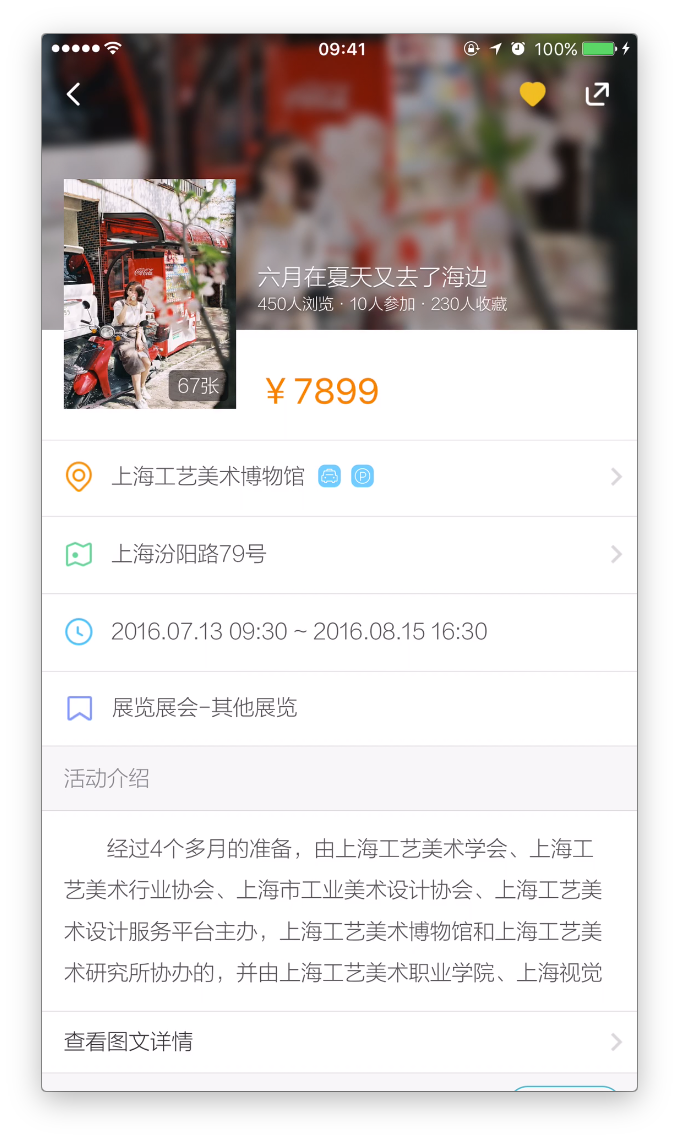 09:41
100%
六月在夏天又去了海边
450人浏览 · 10人参加 · 230人收藏
Coca-Cola
67张
¥ 7899
上海工艺美术博物馆
P
上海汾阳路79号
2016.07.13 09:30 ~ 2016.08.15 16:30
展览展会-其他展览
活动介绍
经过4个多月的准备，由上海工艺美术学会、上海工
艺美术行业协会、上海市工业美术设计协会、上海工艺美
术设计服务平台主办，上海工艺美术博物馆和上海工艺美
术研究所协办的，并由上海工艺美术职业学院、上海视觉
查看图文详情